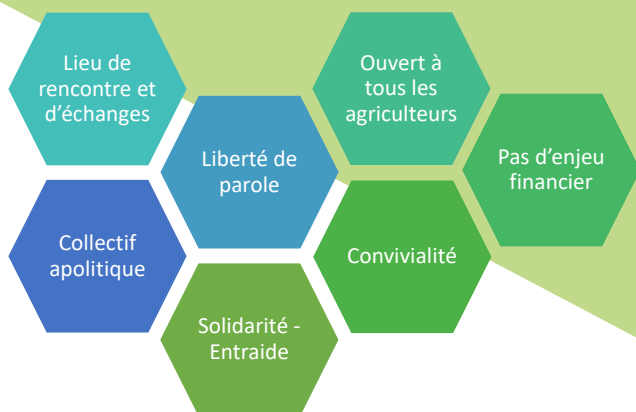 Lieu de
rencontre et
d'échanges
Ouvert à
tous les
agriculteurs
Liberté de
parole
Pas d'enjeu
financier
Collectif
apolitique
Convivialité
Solidarité -
Entraide